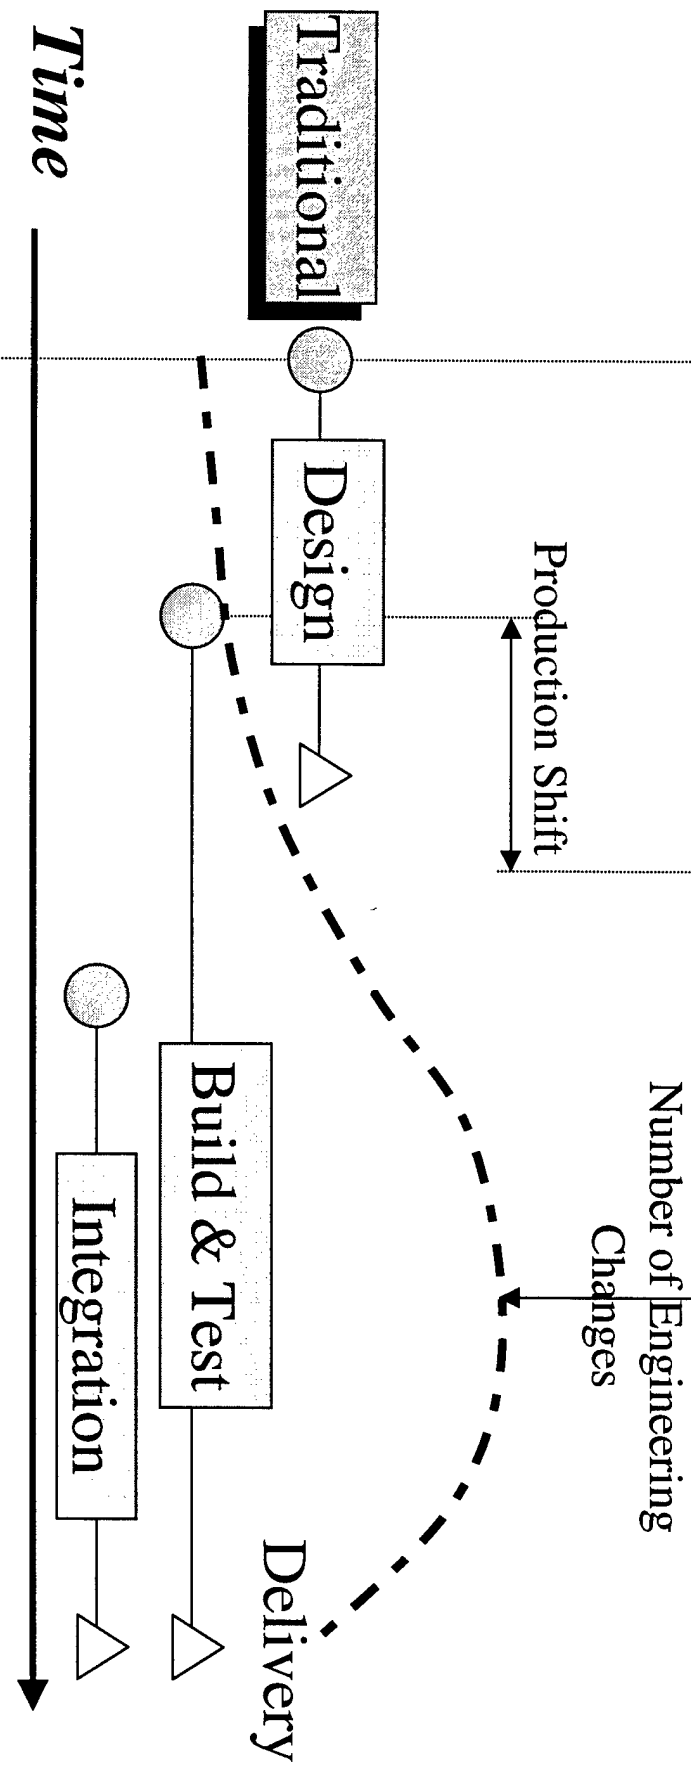 Number of Engineering
Changes
Production Shift
Traditional
Design
Delivery
Build & Test
Integration
Time